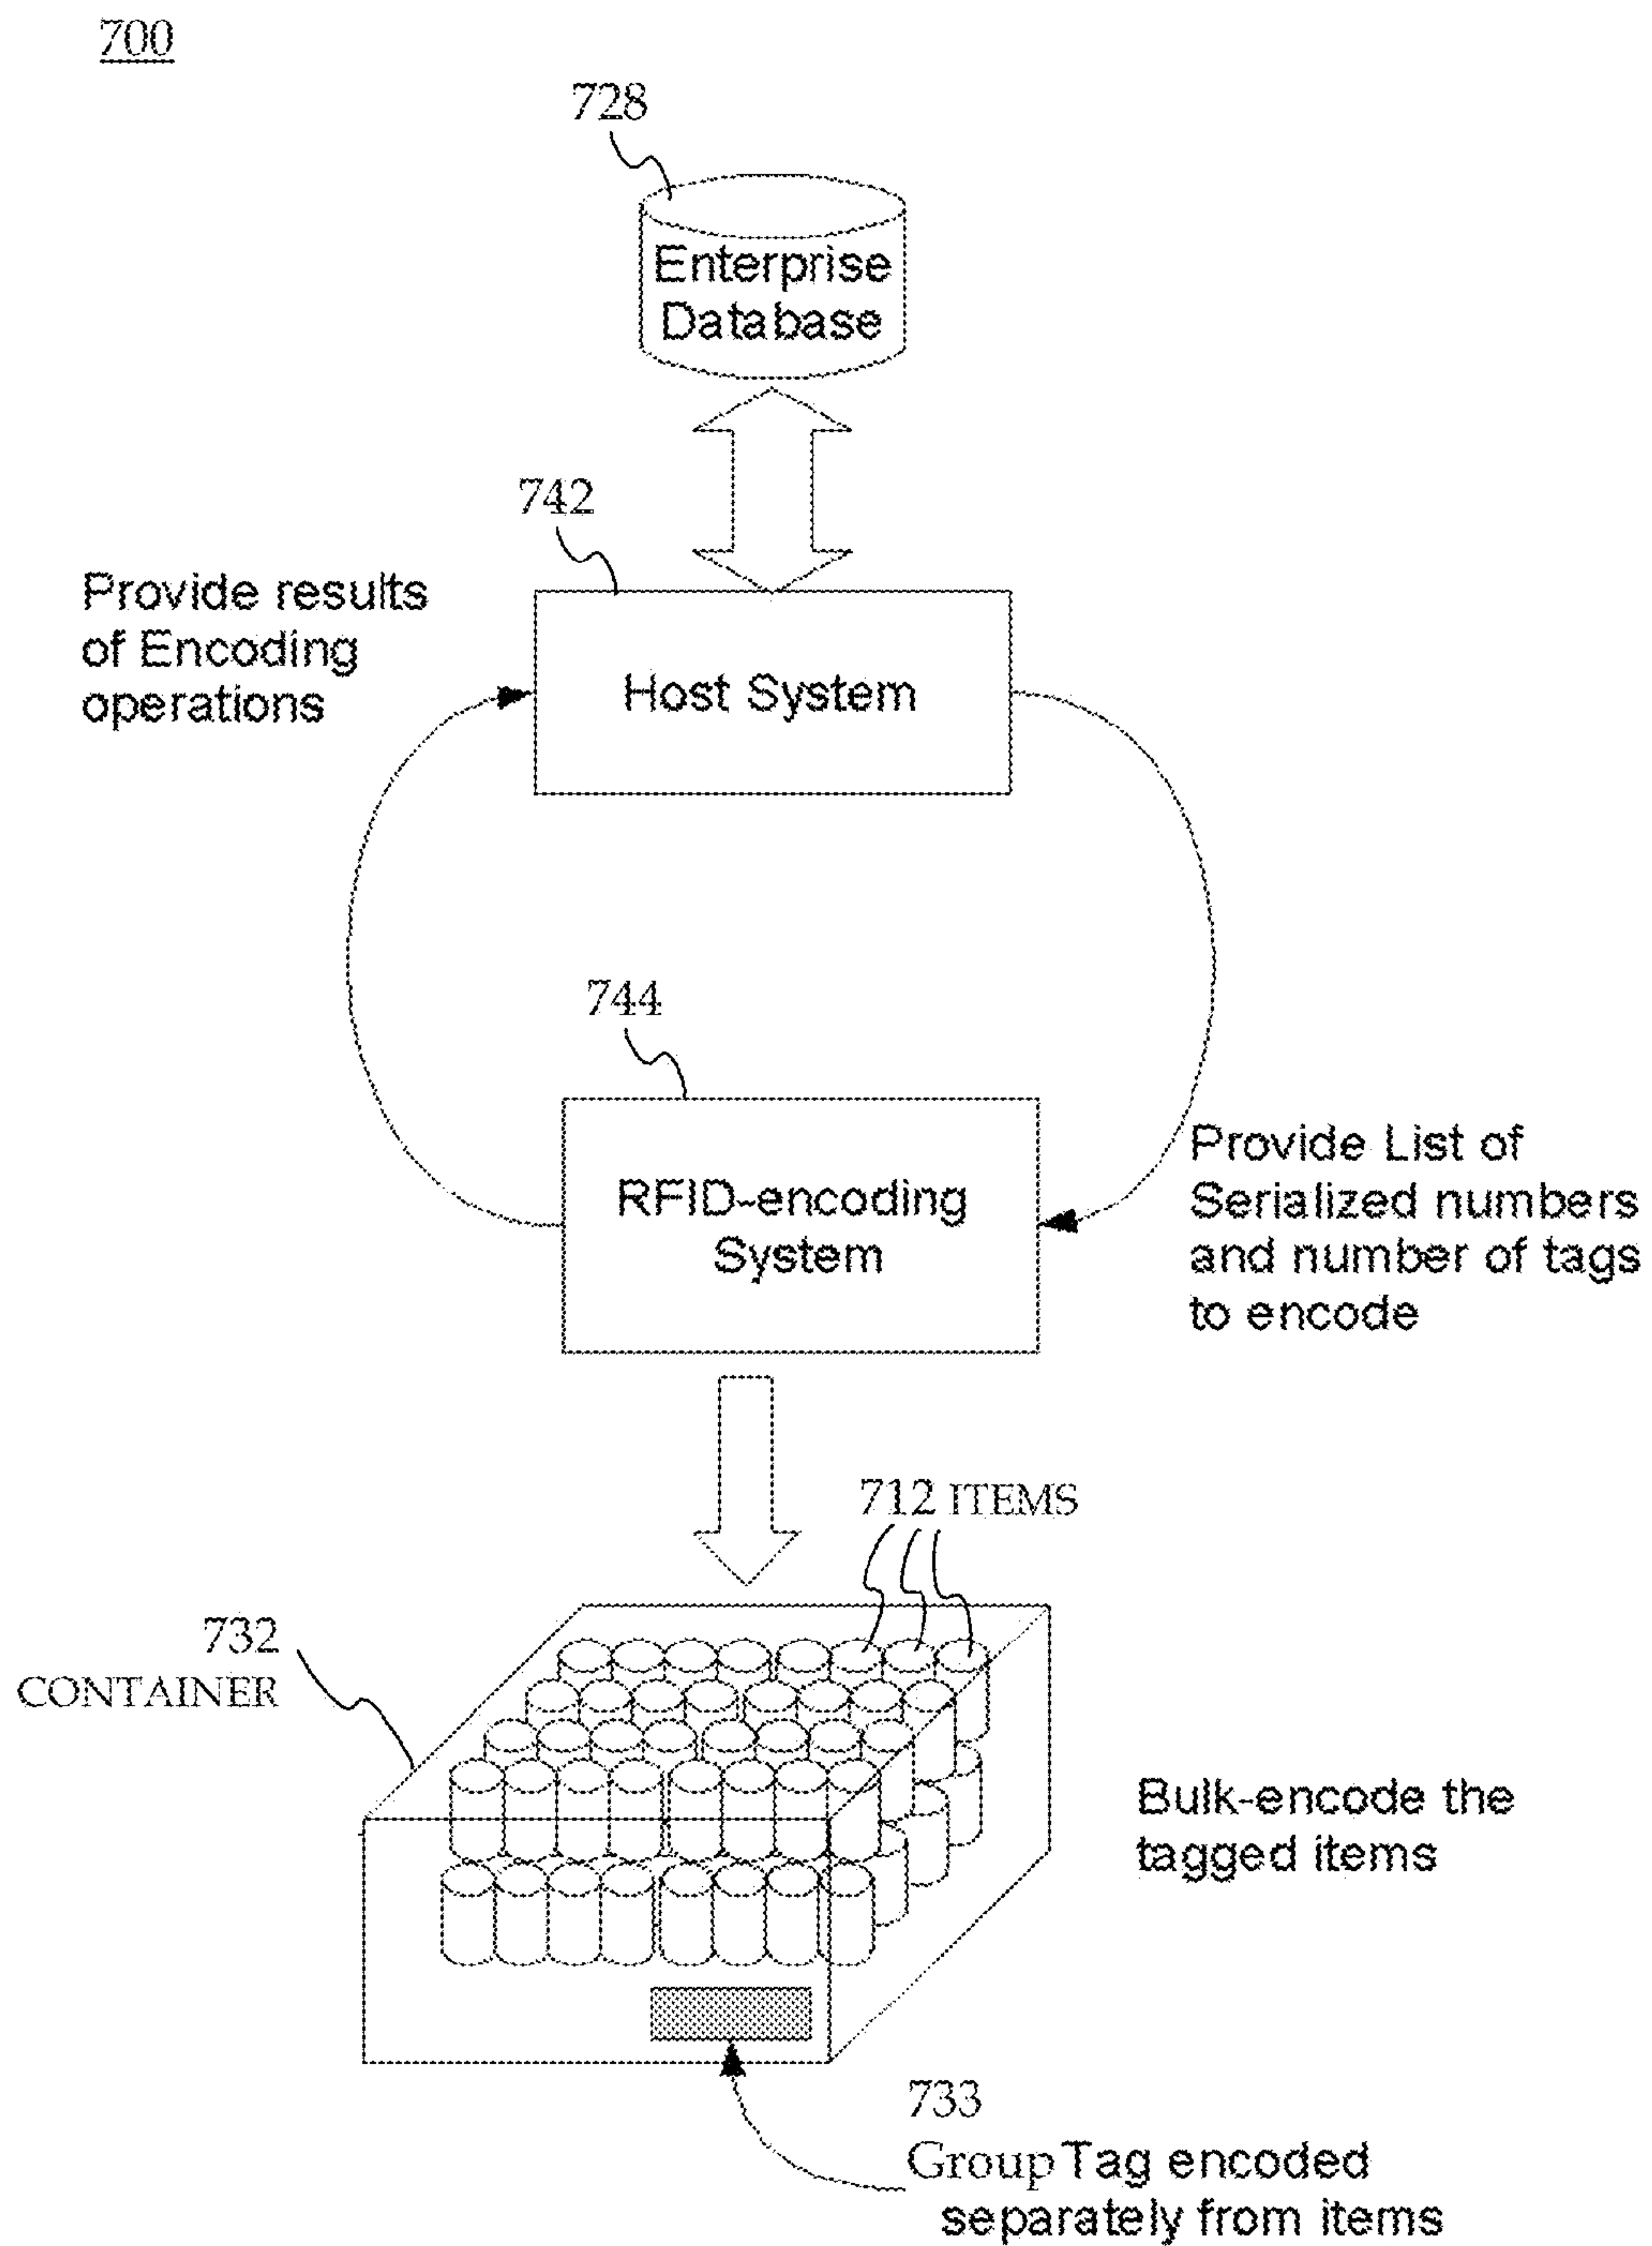 700
728
Enterprise
Database
742
Provide results
of Encoding
operations
Host System
744
RFID-encoding
System
Provide List of
Serialized numbers
and number of tags
to encode
712 ITEMS
732
CONTAINER
Bulk-encode the
tagged items
733
Group Tag encoded
separately from items